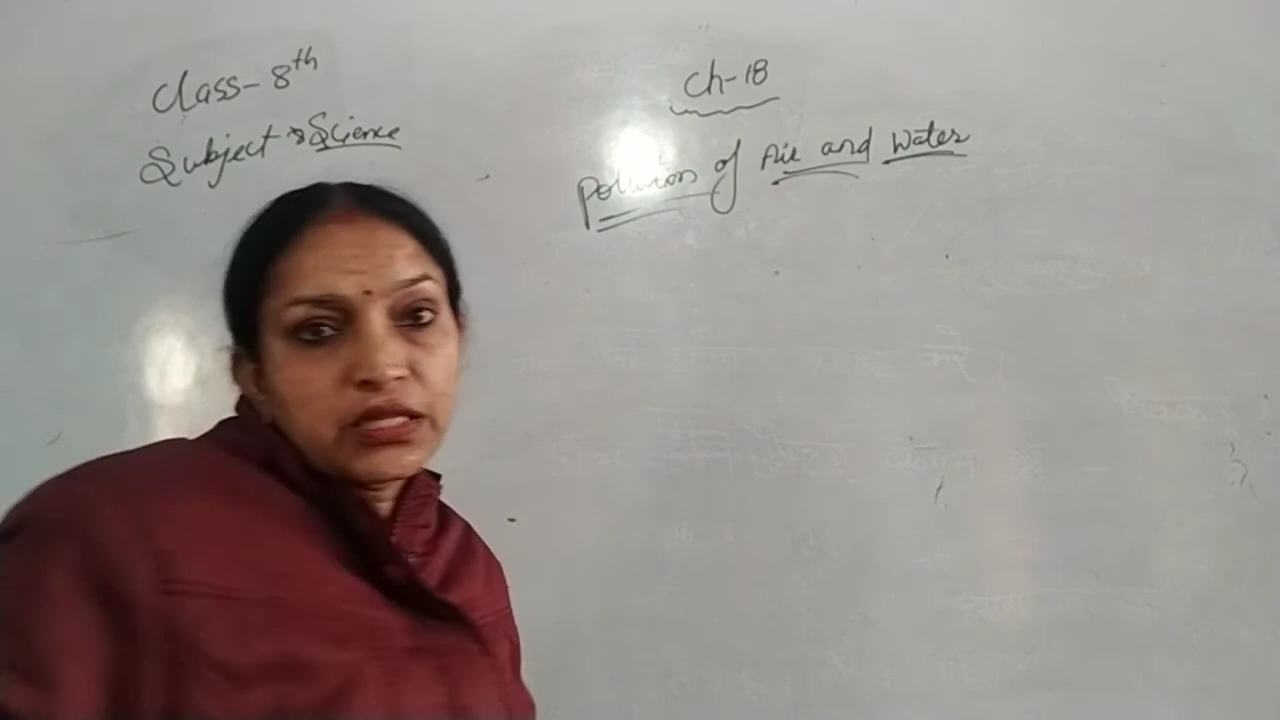 Class-8th
Subject Science
Ch-18
Pollution of Air and Water